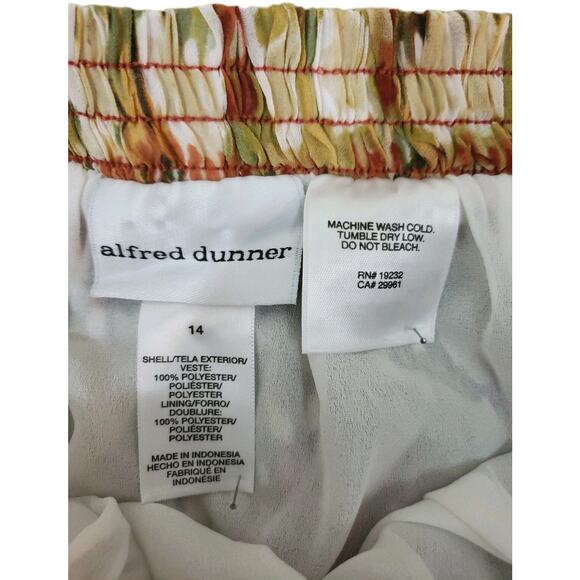 alfred dunner
14
SHELL/TELA EXTERIOR/
VESTE:
100% POLYESTER/
POLIÉSTER/
POLYESTER
LINING/FORRO/
DOUBLURE:
100% POLYESTER/
POLIÉSTER/
POLYESTER
MADE IN INDONESIA
HECHO EN INDONESIA
FABRIQUÉ EN
INDONÉSIE
MACHINE WASH COLD.
TUMBLE DRY LOW.
DO NOT BLEACH.
RN# 19232
CA# 29961